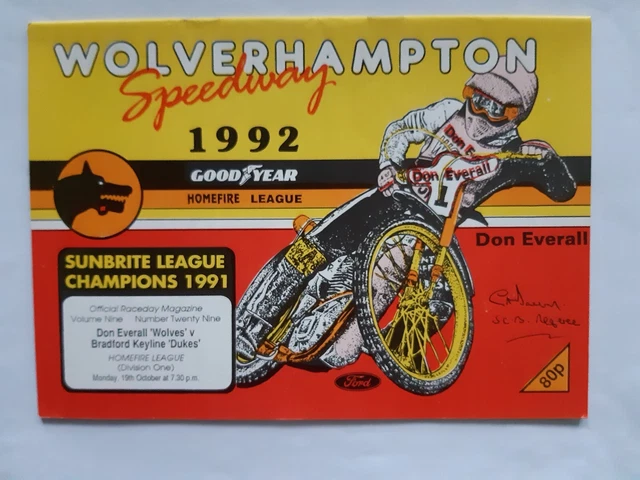 WOLVERHAMPTON
Speedway
1992
GOODYEAR
HOMEFIRE LEAGUE
Don E
Don Everall
1
Don Everall
SUNBRITE LEAGUE
CHAMPIONS 1991
Official Raceday Magazine
Volume Nine Number Twenty Nine
Don Everall 'Wolves' v
Bradford Keyline 'Dukes'
HOMEFIRE LEAGUE
(Division One)
Monday, 19th October at 7.30 p.m.
Ford
80p